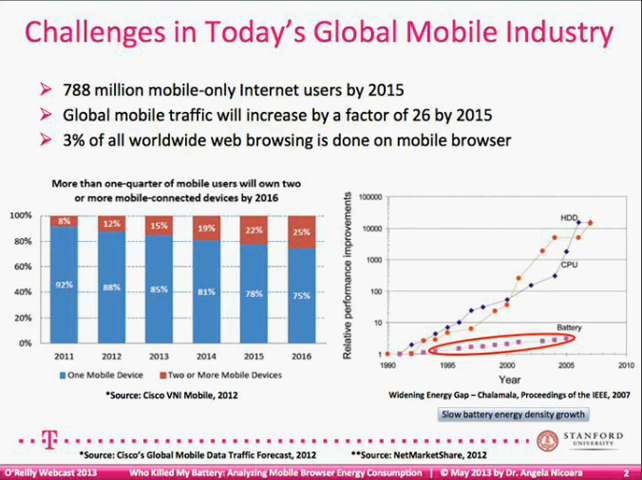 Challenges in Today's Global Mobile Industry
➢ 788 million mobile-only Internet users by 2015
➢ Global mobile traffic will increase by a factor of 26 by 2015
➢ 3% of all worldwide web browsing is done on mobile browser
More than one-quarter of mobile users will own two
or more mobile-connected devices by 2016
100%
80%
60%
40%
20%
0%
8%
12%
15%
19%
22%
25%
92%
88%
85%
81%
78%
75%
2011
2012
2013
2014
2015
2016
One Mobile Device
Two or More Mobile Devices
*Source: Cisco VNI Mobile, 2012
Relative performance improvements
100000
10000
1000
100
10
1
HDD
CPU
Battery
1990
1995
2000
2005
2010
Year
Widening Energy Gap – Chalamala, Proceedings of the IEEE, 2007
Slow battery energy density growth
T
STANFORD
UNIVERSITY
*Source: Cisco's Global Mobile Data Traffic Forecast, 2012
**Source: NetMarketShare, 2012
O'Reilly Webcast 2013
Who Killed My Battery: Analyzing Mobile Browser Energy Consumption | © May 2013 by Dr. Angela Nicoara
2